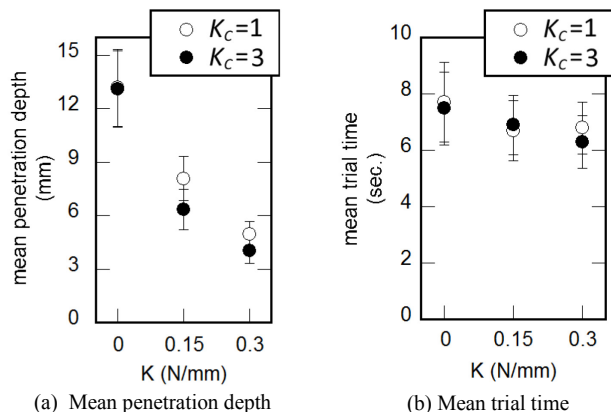 K_C=1
K_C=3
15
12
9
6
3
0
mean penetration depth
(mm)
0
0.15
0.3
K (N/mm)
(a) Mean penetration depth
K_C=1
K_C=3
10
8
6
4
2
0
mean trial time
(sec.)
0
0.15
0.3
K (N/mm)
(b) Mean trial time